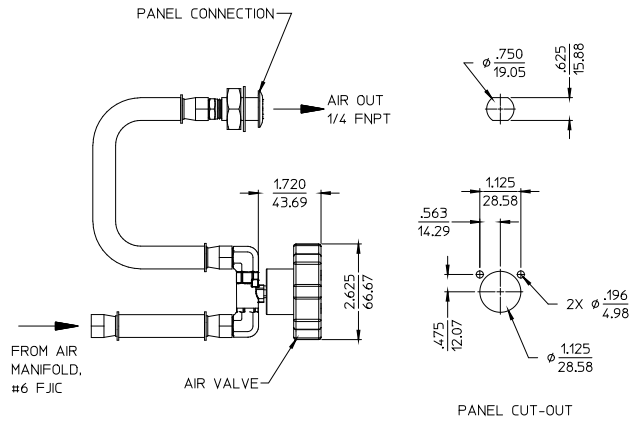 PANEL CONNECTION
AIR OUT
1/4 FNPT
1.720
43.69
2.625
66.67
FROM AIR
MANIFOLD,
#6 FJIC
AIR VALVE
ø .750
19.05
.625
15.88
1.125
28.58
.563
14.29
.475
12.07
2X ø .196
4.98
ø 1.125
28.58
PANEL CUT-OUT